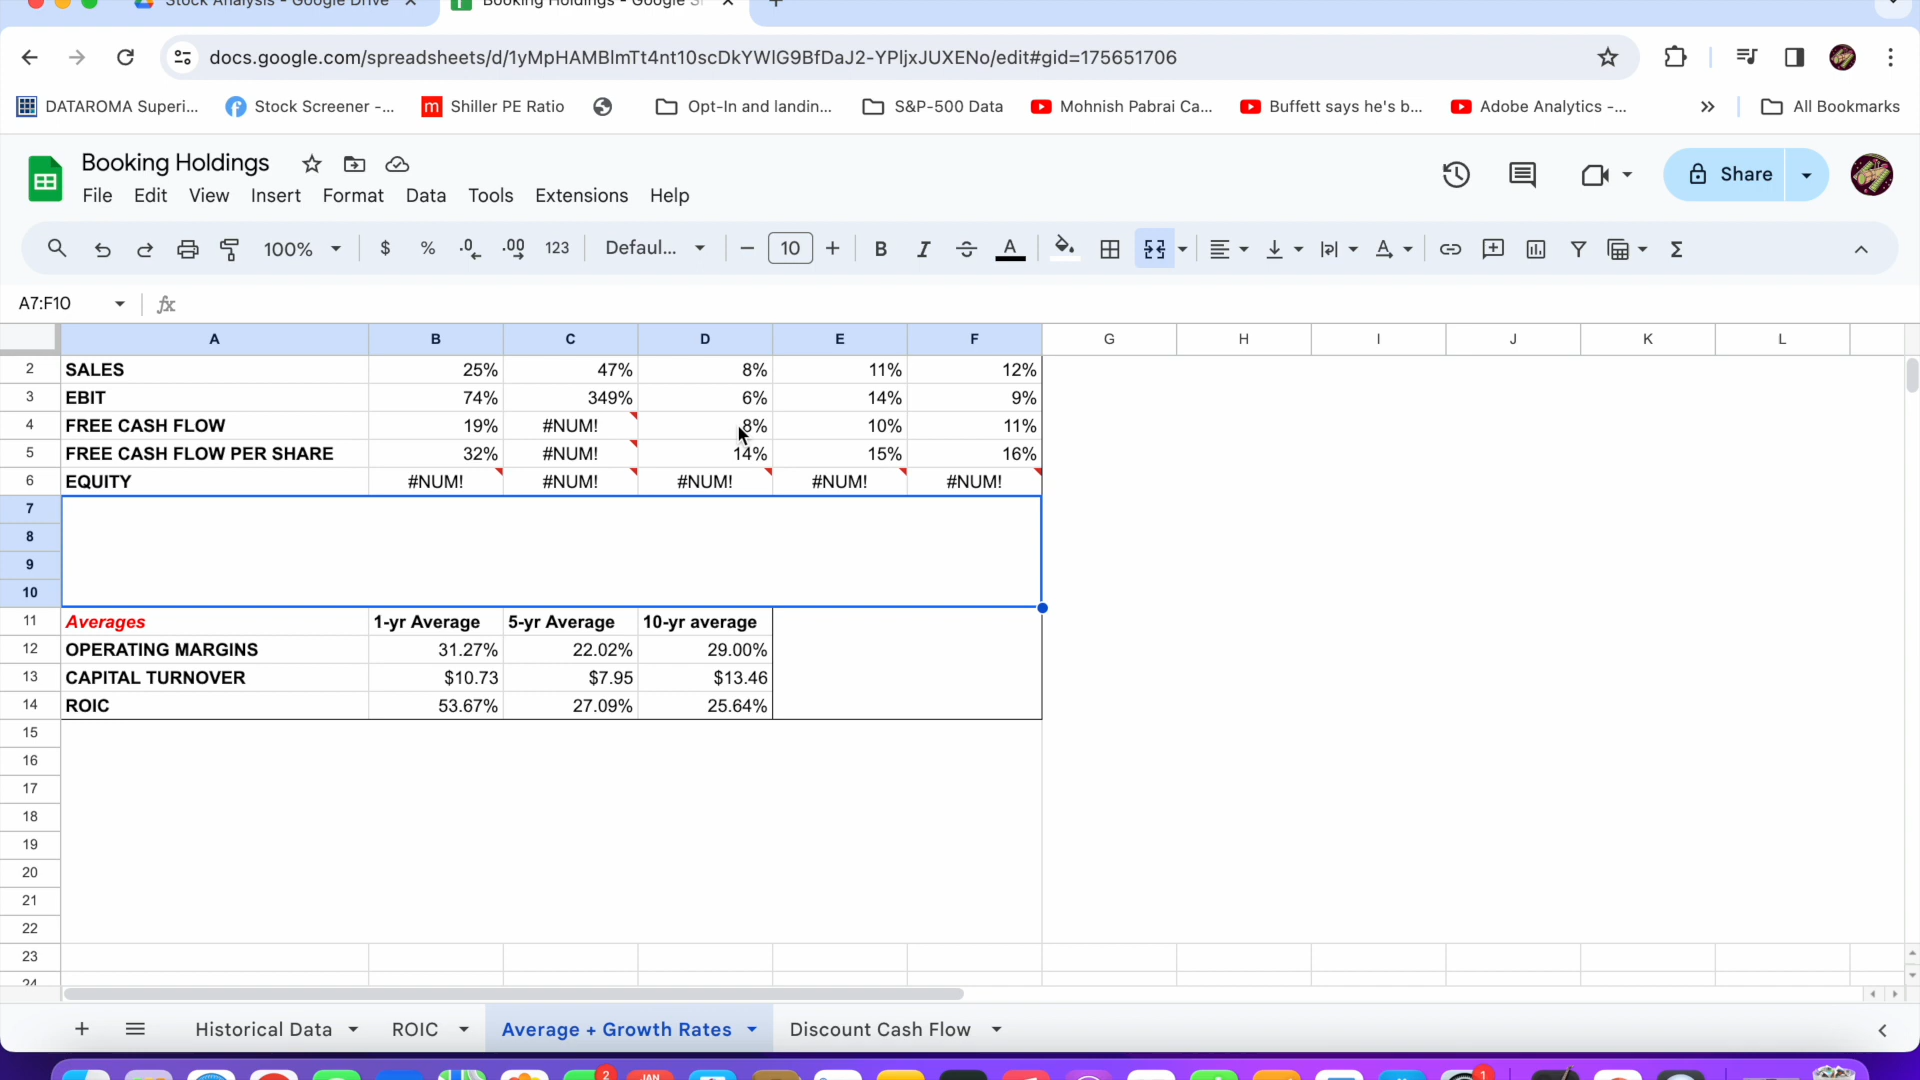 Stock Analysis - Google Drive
Booking Holdings - Google S
docs.google.com/spreadsheets/d/1yMpHAMBlmTt4nt10scDkYWlG9BfDaJ2-YPljxJUXENo/edit#gid=175651706
DATAROMA Superi... Stock Screener -... Shiller PE Ratio Opt-In and landin... S&P-500 Data Mohnish Pabrai Ca... Buffett says he's b... Adobe Analytics -... All Bookmarks
Booking Holdings
File Edit View Insert Format Data Tools Extensions Help
Share
100% $ % .0 .00 123 Defaul... 10 B I A
A7:F10 fx
A B C D E F G H I J K L
2 SALES 25% 47% 8% 11% 12%
3 EBIT 74% 349% 6% 14% 9%
4 FREE CASH FLOW 19% #NUM! 8% 10% 11%
5 FREE CASH FLOW PER SHARE 32% #NUM! 14% 15% 16%
6 EQUITY #NUM! #NUM! #NUM! #NUM! #NUM!
7
8
9
10
11 Averages 1-yr Average 5-yr Average 10-yr average
12 OPERATING MARGINS 31.27% 22.02% 29.00%
13 CAPITAL TURNOVER $10.73 $7.95 $13.46
14 ROIC 53.67% 27.09% 25.64%
15
16
17
18
19
20
21
22
23
24
Historical Data ROIC Average + Growth Rates Discount Cash Flow
2 JAN 1